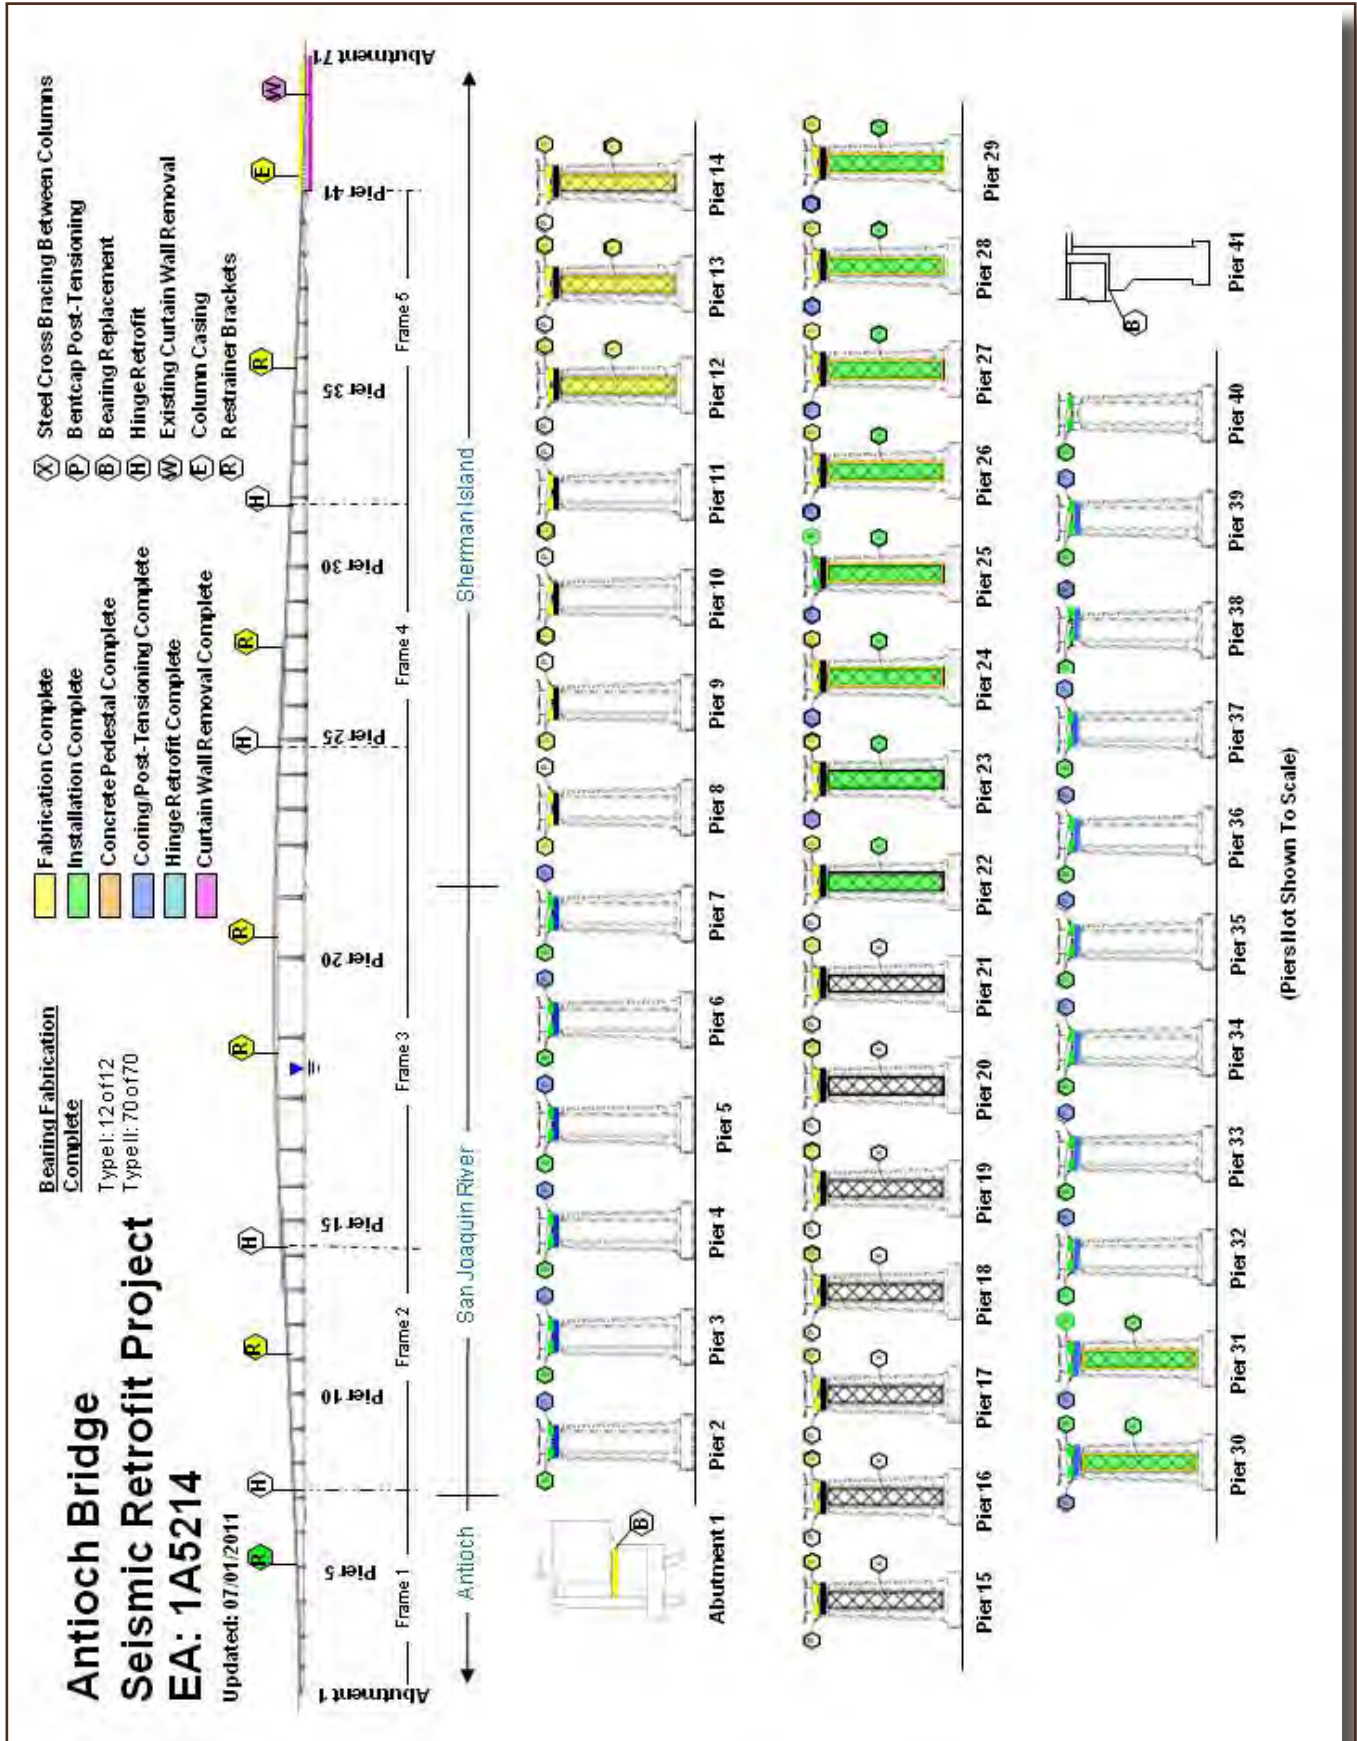 Antioch Bridge
Seismic Retrofit Project
EA: 1A5214
Updated: 07/01/2011
Bearing Fabrication
Complete
Type I: 12 of 12
Type II: 70 of 70
Fabrication Complete
Installation Complete
Concrete Pedestal Complete
Coring/Post-Tensioning Complete
Hinge Retrofit Complete
Curtain Wall Removal Complete
X Steel Cross Bracing Between Columns
P Bentcap Post-Tensioning
B Bearing Replacement
H Hinge Retrofit
W Existing Curtain Wall Removal
E Column Casing
R Restrainer Brackets
R H R H R R H R H R E W
Abutment 1 Pier 5 Pier 10 Pier 15 Pier 20 Pier 25 Pier 30 Pier 35 Pier 41 Abutment 71
Frame 1 Frame 2 Frame 3 Frame 4 Frame 5
Antioch San Joaquin River Sherman Island
B
Abutment 1 Pier 2 Pier 3 Pier 4 Pier 5 Pier 6 Pier 7 Pier 8 Pier 9 Pier 10 Pier 11 Pier 12 Pier 13 Pier 14
Pier 15 Pier 16 Pier 17 Pier 18 Pier 19 Pier 20 Pier 21 Pier 22 Pier 23 Pier 24 Pier 25 Pier 26 Pier 27 Pier 28 Pier 29
B
Pier 30 Pier 31 Pier 32 Pier 33 Pier 34 Pier 35 Pier 36 Pier 37 Pier 38 Pier 39 Pier 40 Pier 41
(Piers Not Shown To Scale)